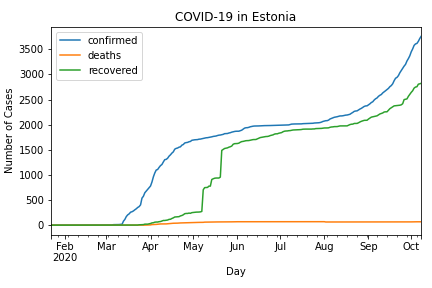 COVID-19 in Estonia
confirmed
deaths
recovered
Number of Cases
3500
3000
2500
2000
1500
1000
500
0
Feb Mar Apr May Jun Jul Aug Sep Oct
2020
Day